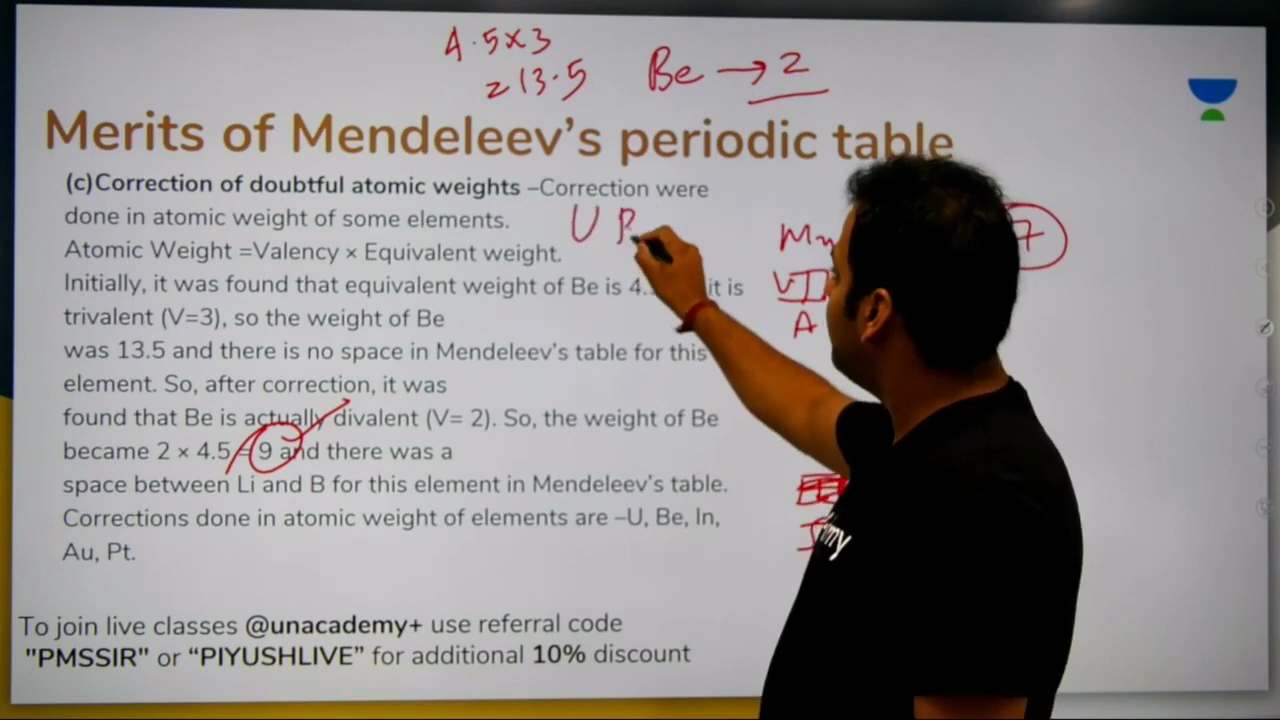 4.5×3
=13.5 Be → 2
Merits of Mendeleev's periodic table
(c)Correction of doubtful atomic weights –Correction were
done in atomic weight of some elements.
U
Mn
7
Atomic Weight =Valency × Equivalent weight.
Initially, it was found that equivalent weight of Be is it is
VII
trivalent (V=3), so the weight of Be
A
was 13.5 and there is no space in Mendeleev's table for this
element. So, after correction, it was
found that Be is actually divalent (V= 2). So, the weight of Be
became 2 × 4.5 = 9 and there was a
space between Li and B for this element in Mendeleev's table.
Corrections done in atomic weight of elements are –U, Be, In,
Au, Pt.
To join live classes @unacademy+ use referral code
"PMSSIR" or “PIYUSHLIVE” for additional 10% discount